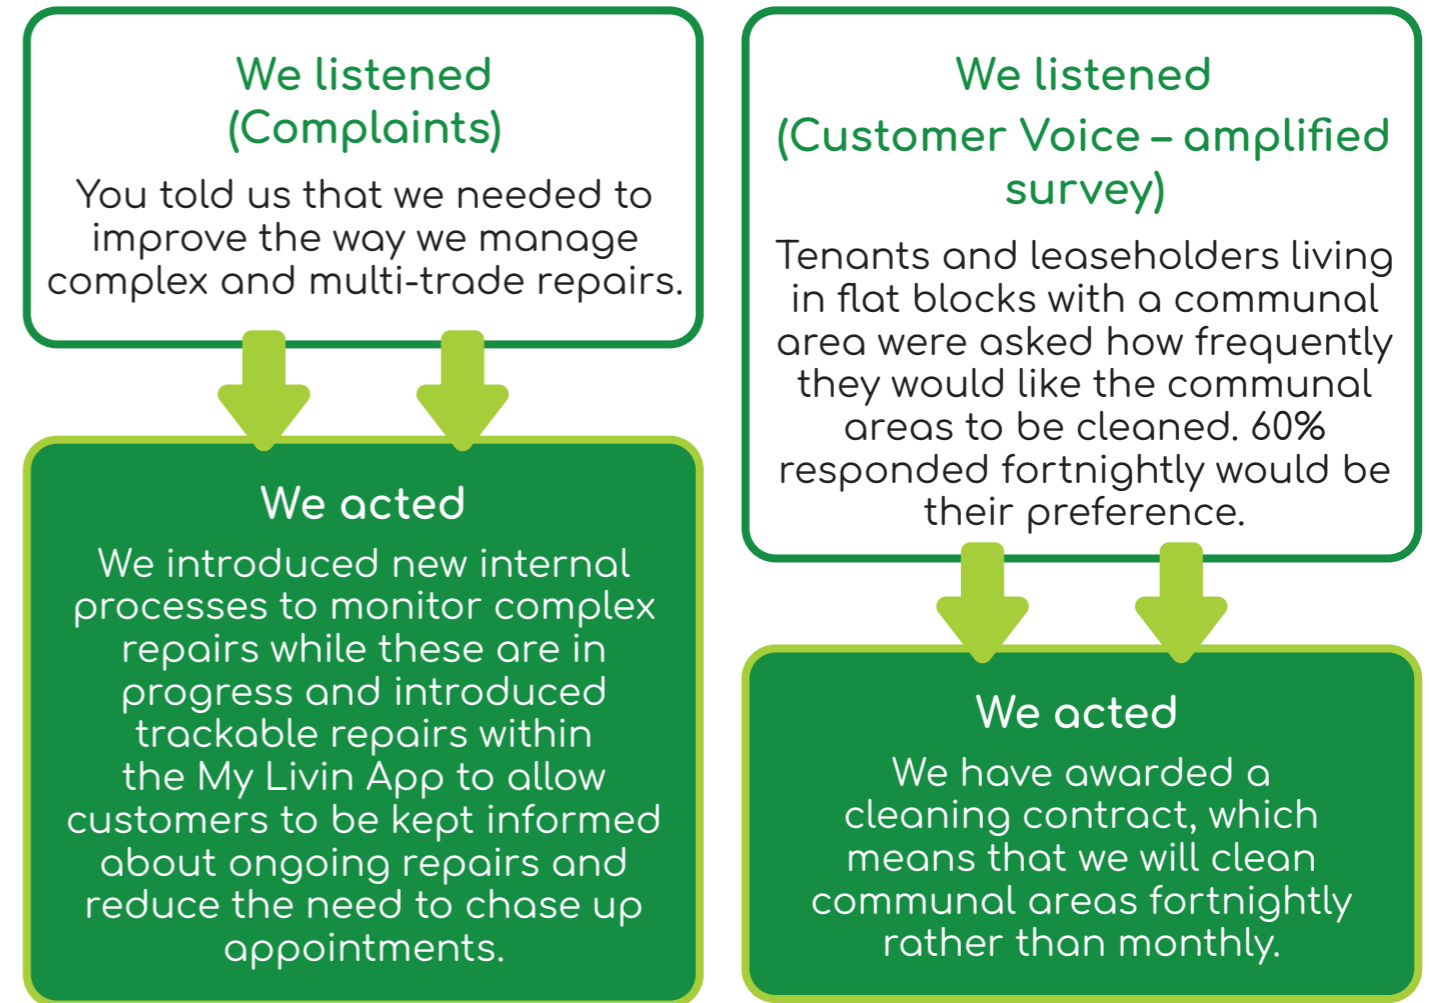 We listened
(Complaints)
You told us that we needed to
improve the way we manage
complex and multi-trade repairs.
We acted
We introduced new internal
processes to monitor complex
repairs while these are in
progress and introduced
trackable repairs within
the My Livin App to allow
customers to be kept informed
about ongoing repairs and
reduce the need to chase up
appointments.
We listened
(Customer Voice – amplified
survey)
Tenants and leaseholders living
in flat blocks with a communal
area were asked how frequently
they would like the communal
areas to be cleaned. 60%
responded fortnightly would be
their preference.
We acted
We have awarded a
cleaning contract, which
means that we will clean
communal areas fortnightly
rather than monthly.